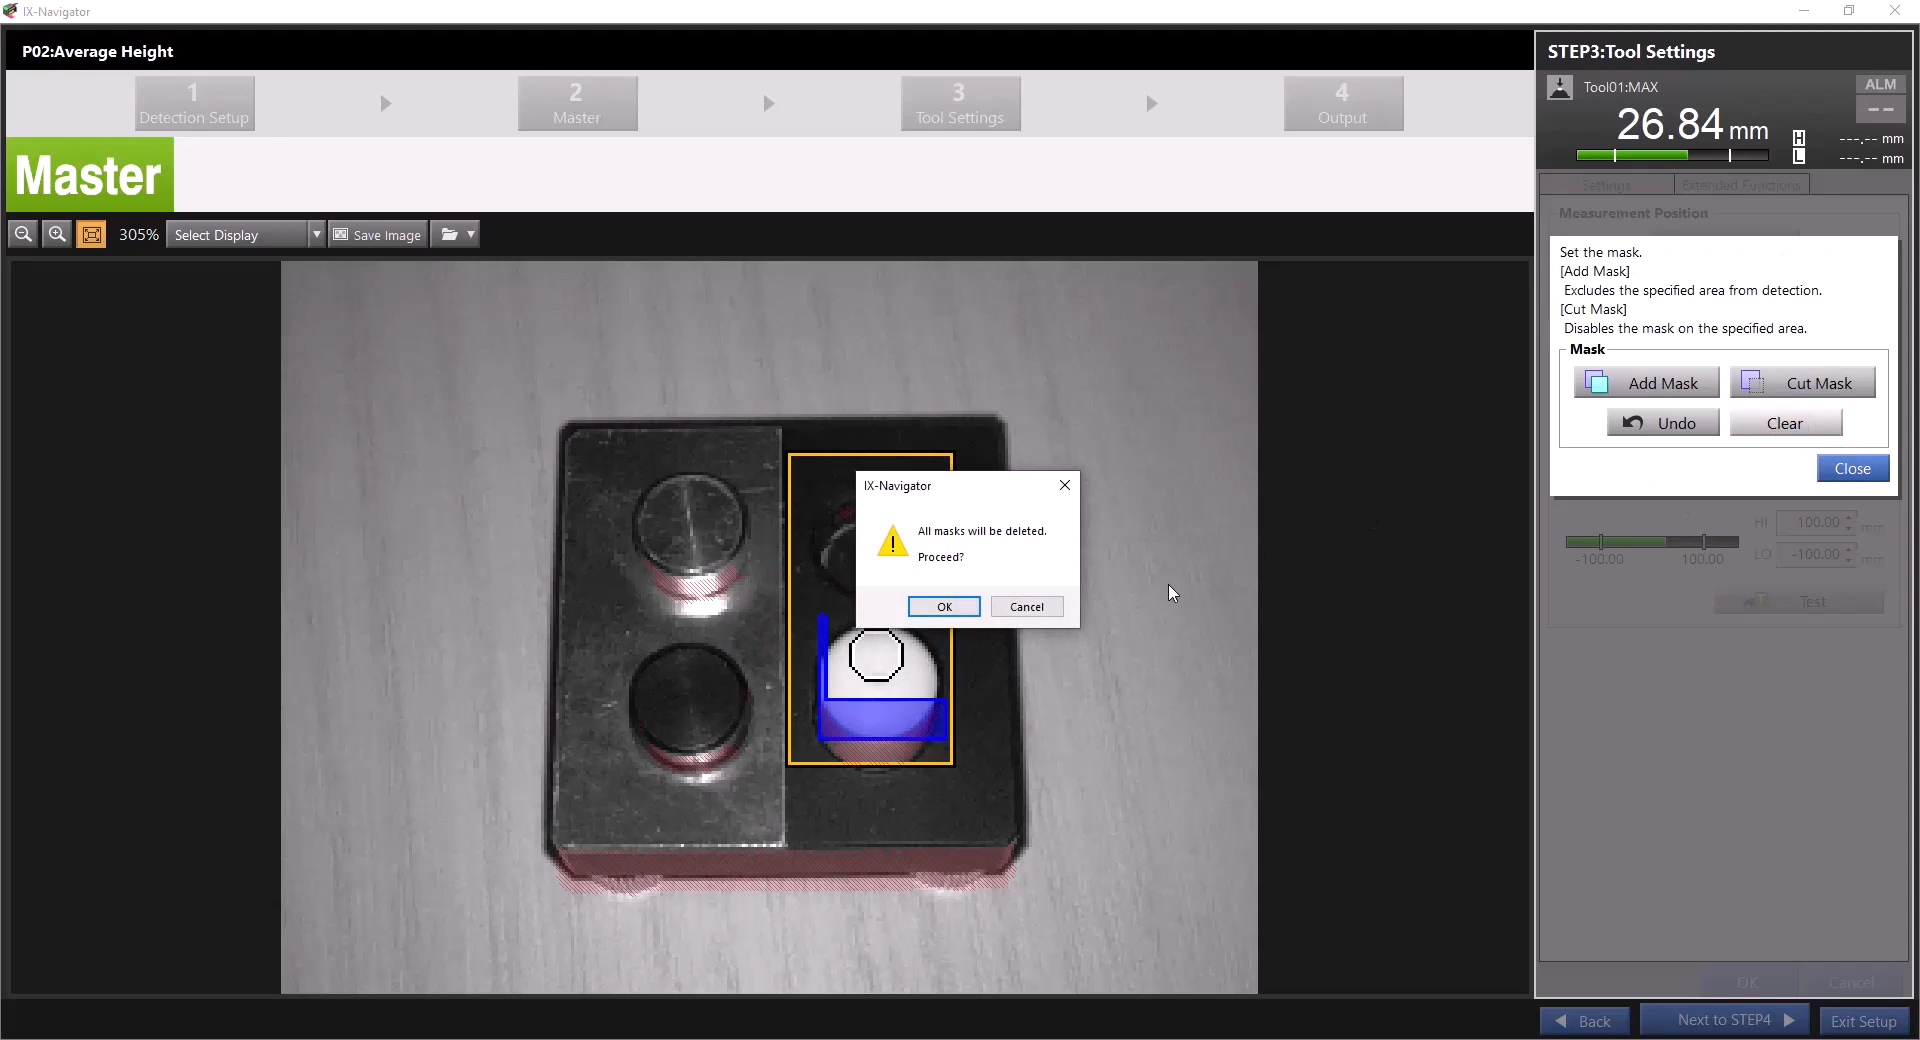 IX-Navigator
P02:Average Height
1
Detection Setup
2
Master
3
Tool Settings
4
Output
Master
305%
Select Display
Save Image
IX-Navigator
All masks will be deleted.
Proceed?
OK
Cancel
STEP3:Tool Settings
Tool01:MAX
ALM
--
26.84 mm
H
---.-- mm
L
---.-- mm
Settings
Extended Functions
Measurement Position
Set the mask.
[Add Mask]
Excludes the specified area from detection.
[Cut Mask]
Disables the mask on the specified area.
Mask
Add Mask
Cut Mask
Undo
Clear
Close
HI
100.00
mm
LO
-100.00
mm
-100.00
100.00
Test
OK
Cancel
Back
Next to STEP4
Exit Setup